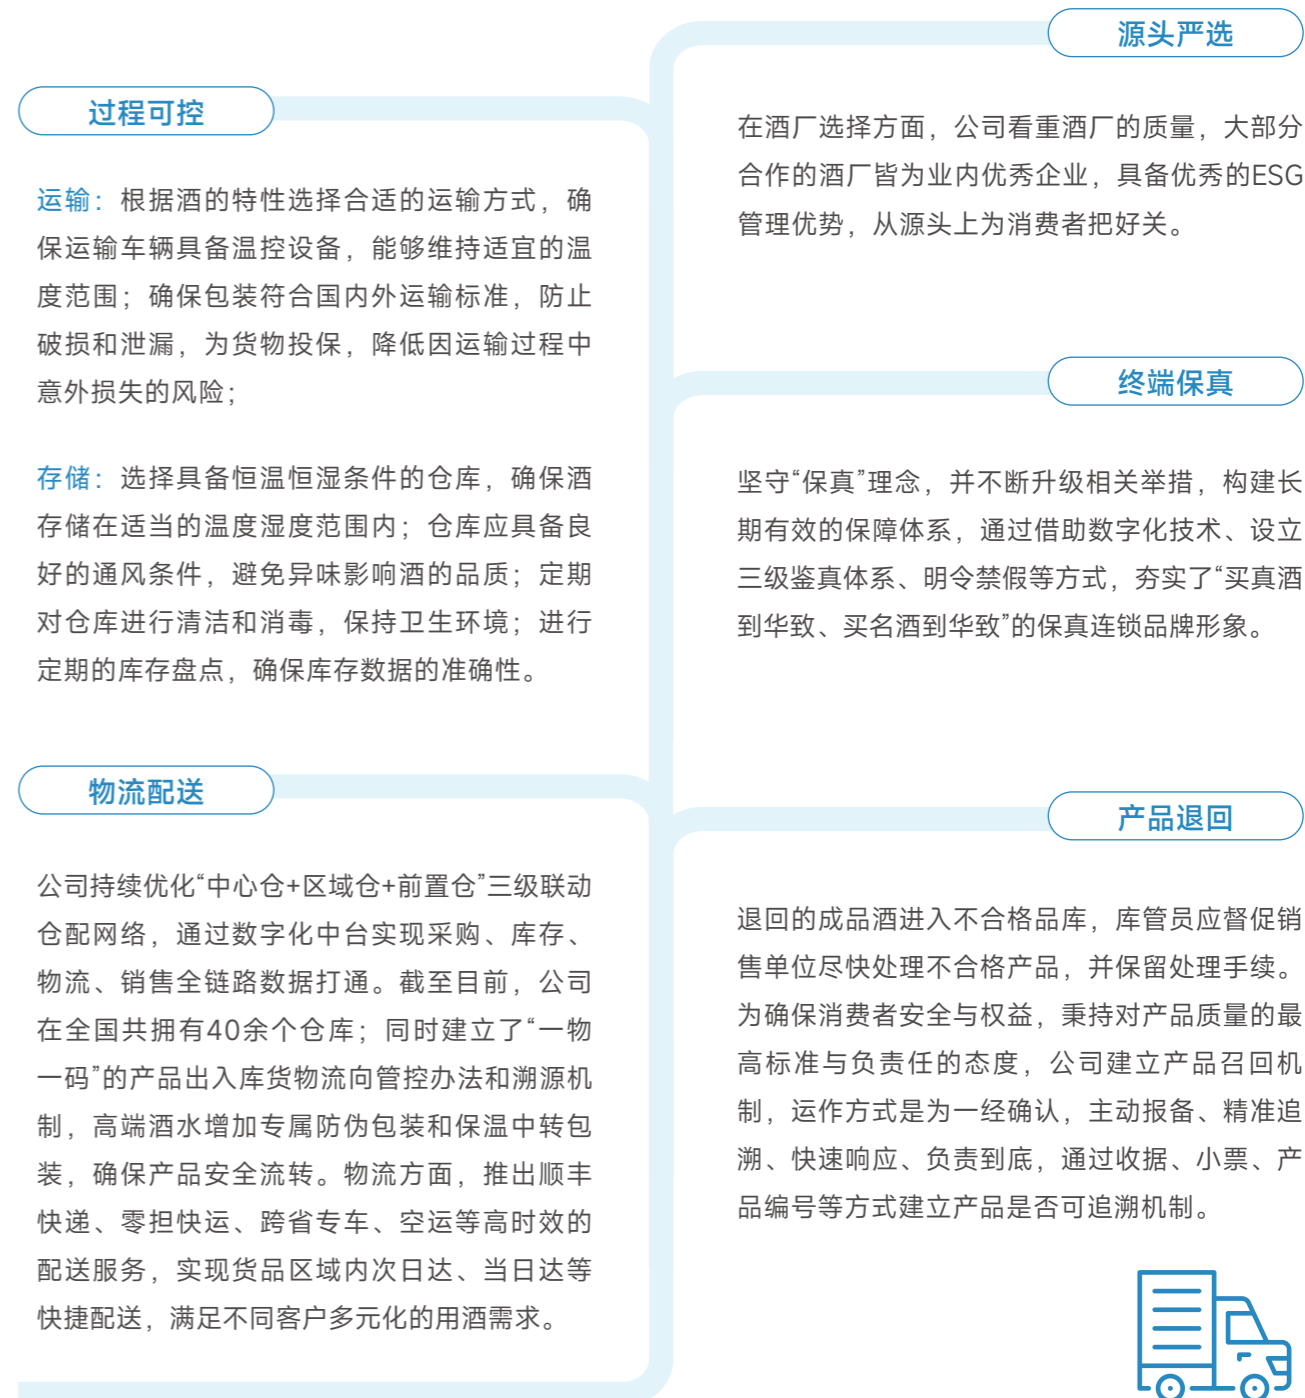 源头严选
在酒厂选择方面，公司看重酒厂的质量，大部分
合作的酒厂皆为业内优秀企业，具备优秀的ESG
管理优势，从源头上为消费者把好关。
过程可控
运输：根据酒的特性选择合适的运输方式，确
保运输车辆具备温控设备，能够维持适宜的温
度范围；确保包装符合国内外运输标准，防止
破损和泄漏，为货物投保，降低因运输过程中
意外损失的风险；
存储：选择具备恒温恒湿条件的仓库，确保酒
存储在适当的温度湿度范围内；仓库应具备良
好的通风条件，避免异味影响酒的品质；定期
对仓库进行清洁和消毒，保持卫生环境；进行
定期的库存盘点，确保库存数据的准确性。
终端保真
坚守“保真”理念，并不断升级相关举措，构建长
期有效的保障体系，通过借助数字化技术、设立
三级鉴真体系、明令禁假等方式，夯实了“买真酒
到华致、买名酒到华致”的保真连锁品牌形象。
物流配送
公司持续优化“中心仓+区域仓+前置仓”三级联动
仓配网络，通过数字化中台实现采购、库存、
物流、销售全链路数据打通。截至目前，公司
在全国共拥有40余个仓库；同时建立了“一物
一码”的产品出入库货物流向管控办法和溯源机
制，高端酒水增加专属防伪包装和保温中转包
装，确保产品安全流转。物流方面，推出顺丰
快递、零担快运、跨省专车、空运等高时效的
配送服务，实现货品区域内次日达、当日达等
快捷配送，满足不同客户多元化的用酒需求。
产品退回
退回的成品酒进入不合格品库，库管员应督促销
售单位尽快处理不合格产品，并保留处理手续。
为确保消费者安全与权益，秉持对产品质量的最
高标准与负责任的态度，公司建立产品召回机
制，运作方式是为一经确认，主动报备、精准追
溯、快速响应、负责到底，通过收据、小票、产
品编号等方式建立产品是否可追溯机制。